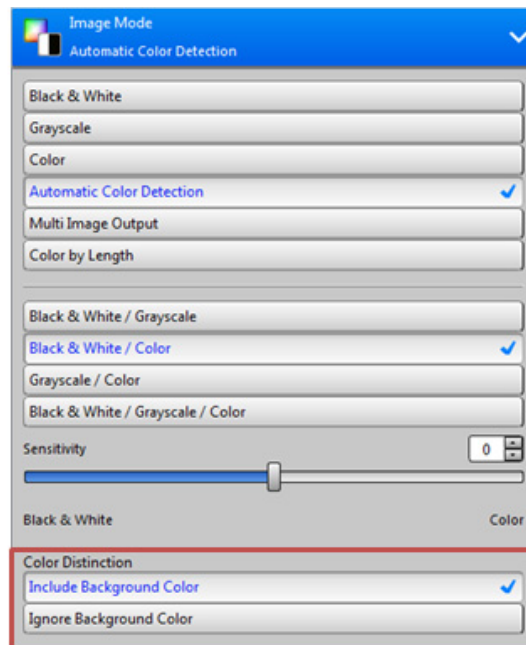 Image Mode
Automatic Color Detection
Black & White
Grayscale
Color
Automatic Color Detection
Multi Image Output
Color by Length
Black & White / Grayscale
Black & White / Color
Grayscale / Color
Black & White / Grayscale / Color
Sensitivity 0
Black & White Color
Color Distinction
Include Background Color
Ignore Background Color